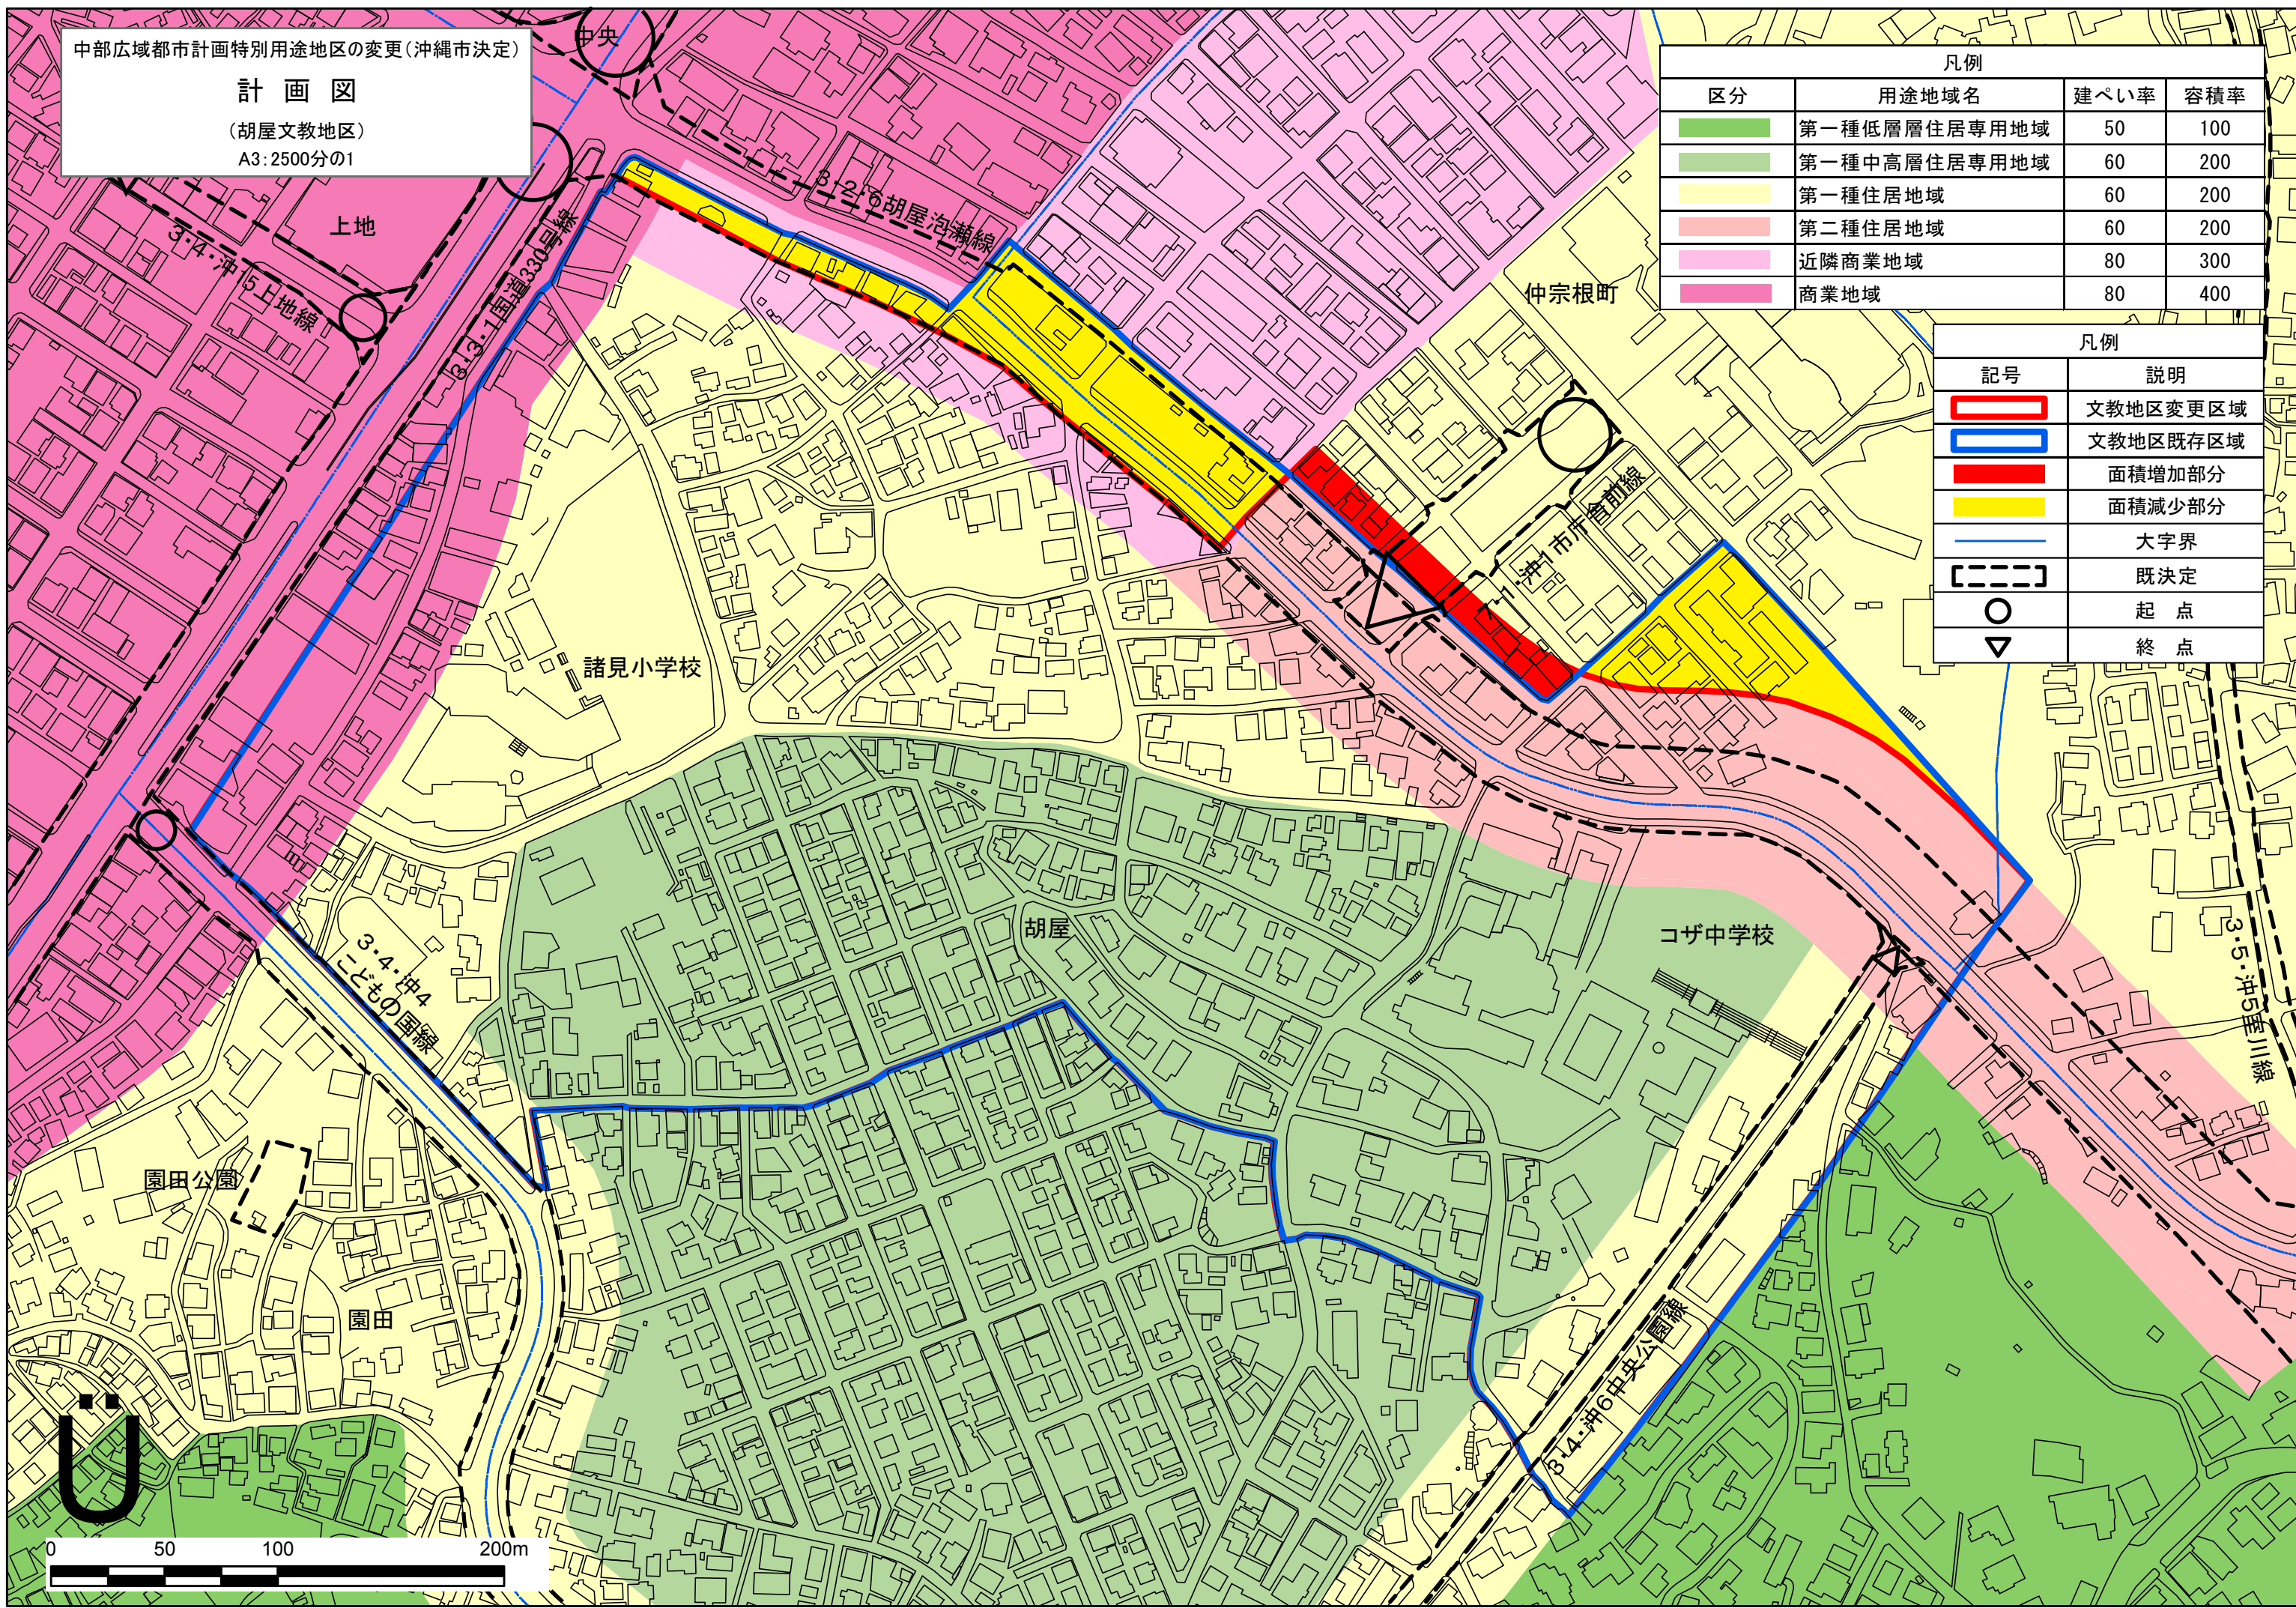 中部広域都市計画特別用途地区の変更(沖縄市決定)
計画図
(胡屋文教地区)
A3:2500分の1
凡例
区分 用途地域名 建ぺい率 容積率
第一種低層層住居専用地域 50 100
第一種中高層住居専用地域 60 200
第一種住居地域 60 200
第二種住居地域 60 200
近隣商業地域 80 300
商業地域 80 400
凡例
記号 説明
文教地区変更区域
文教地区既存区域
面積増加部分
面積減少部分
大字界
既決定
起 点
終 点
中央
上地
3・4・沖15上地線
3・3・1国道330号線
3・2・6胡屋泡瀬線
仲宗根町
7・1・沖1市庁舎前線
諸見小学校
胡屋
コザ中学校
3・4・沖4
こどもの国線
3・5・沖5室川線
園田公園
園田
3・4・沖6中央公園線
Ü
0 50 100 200m